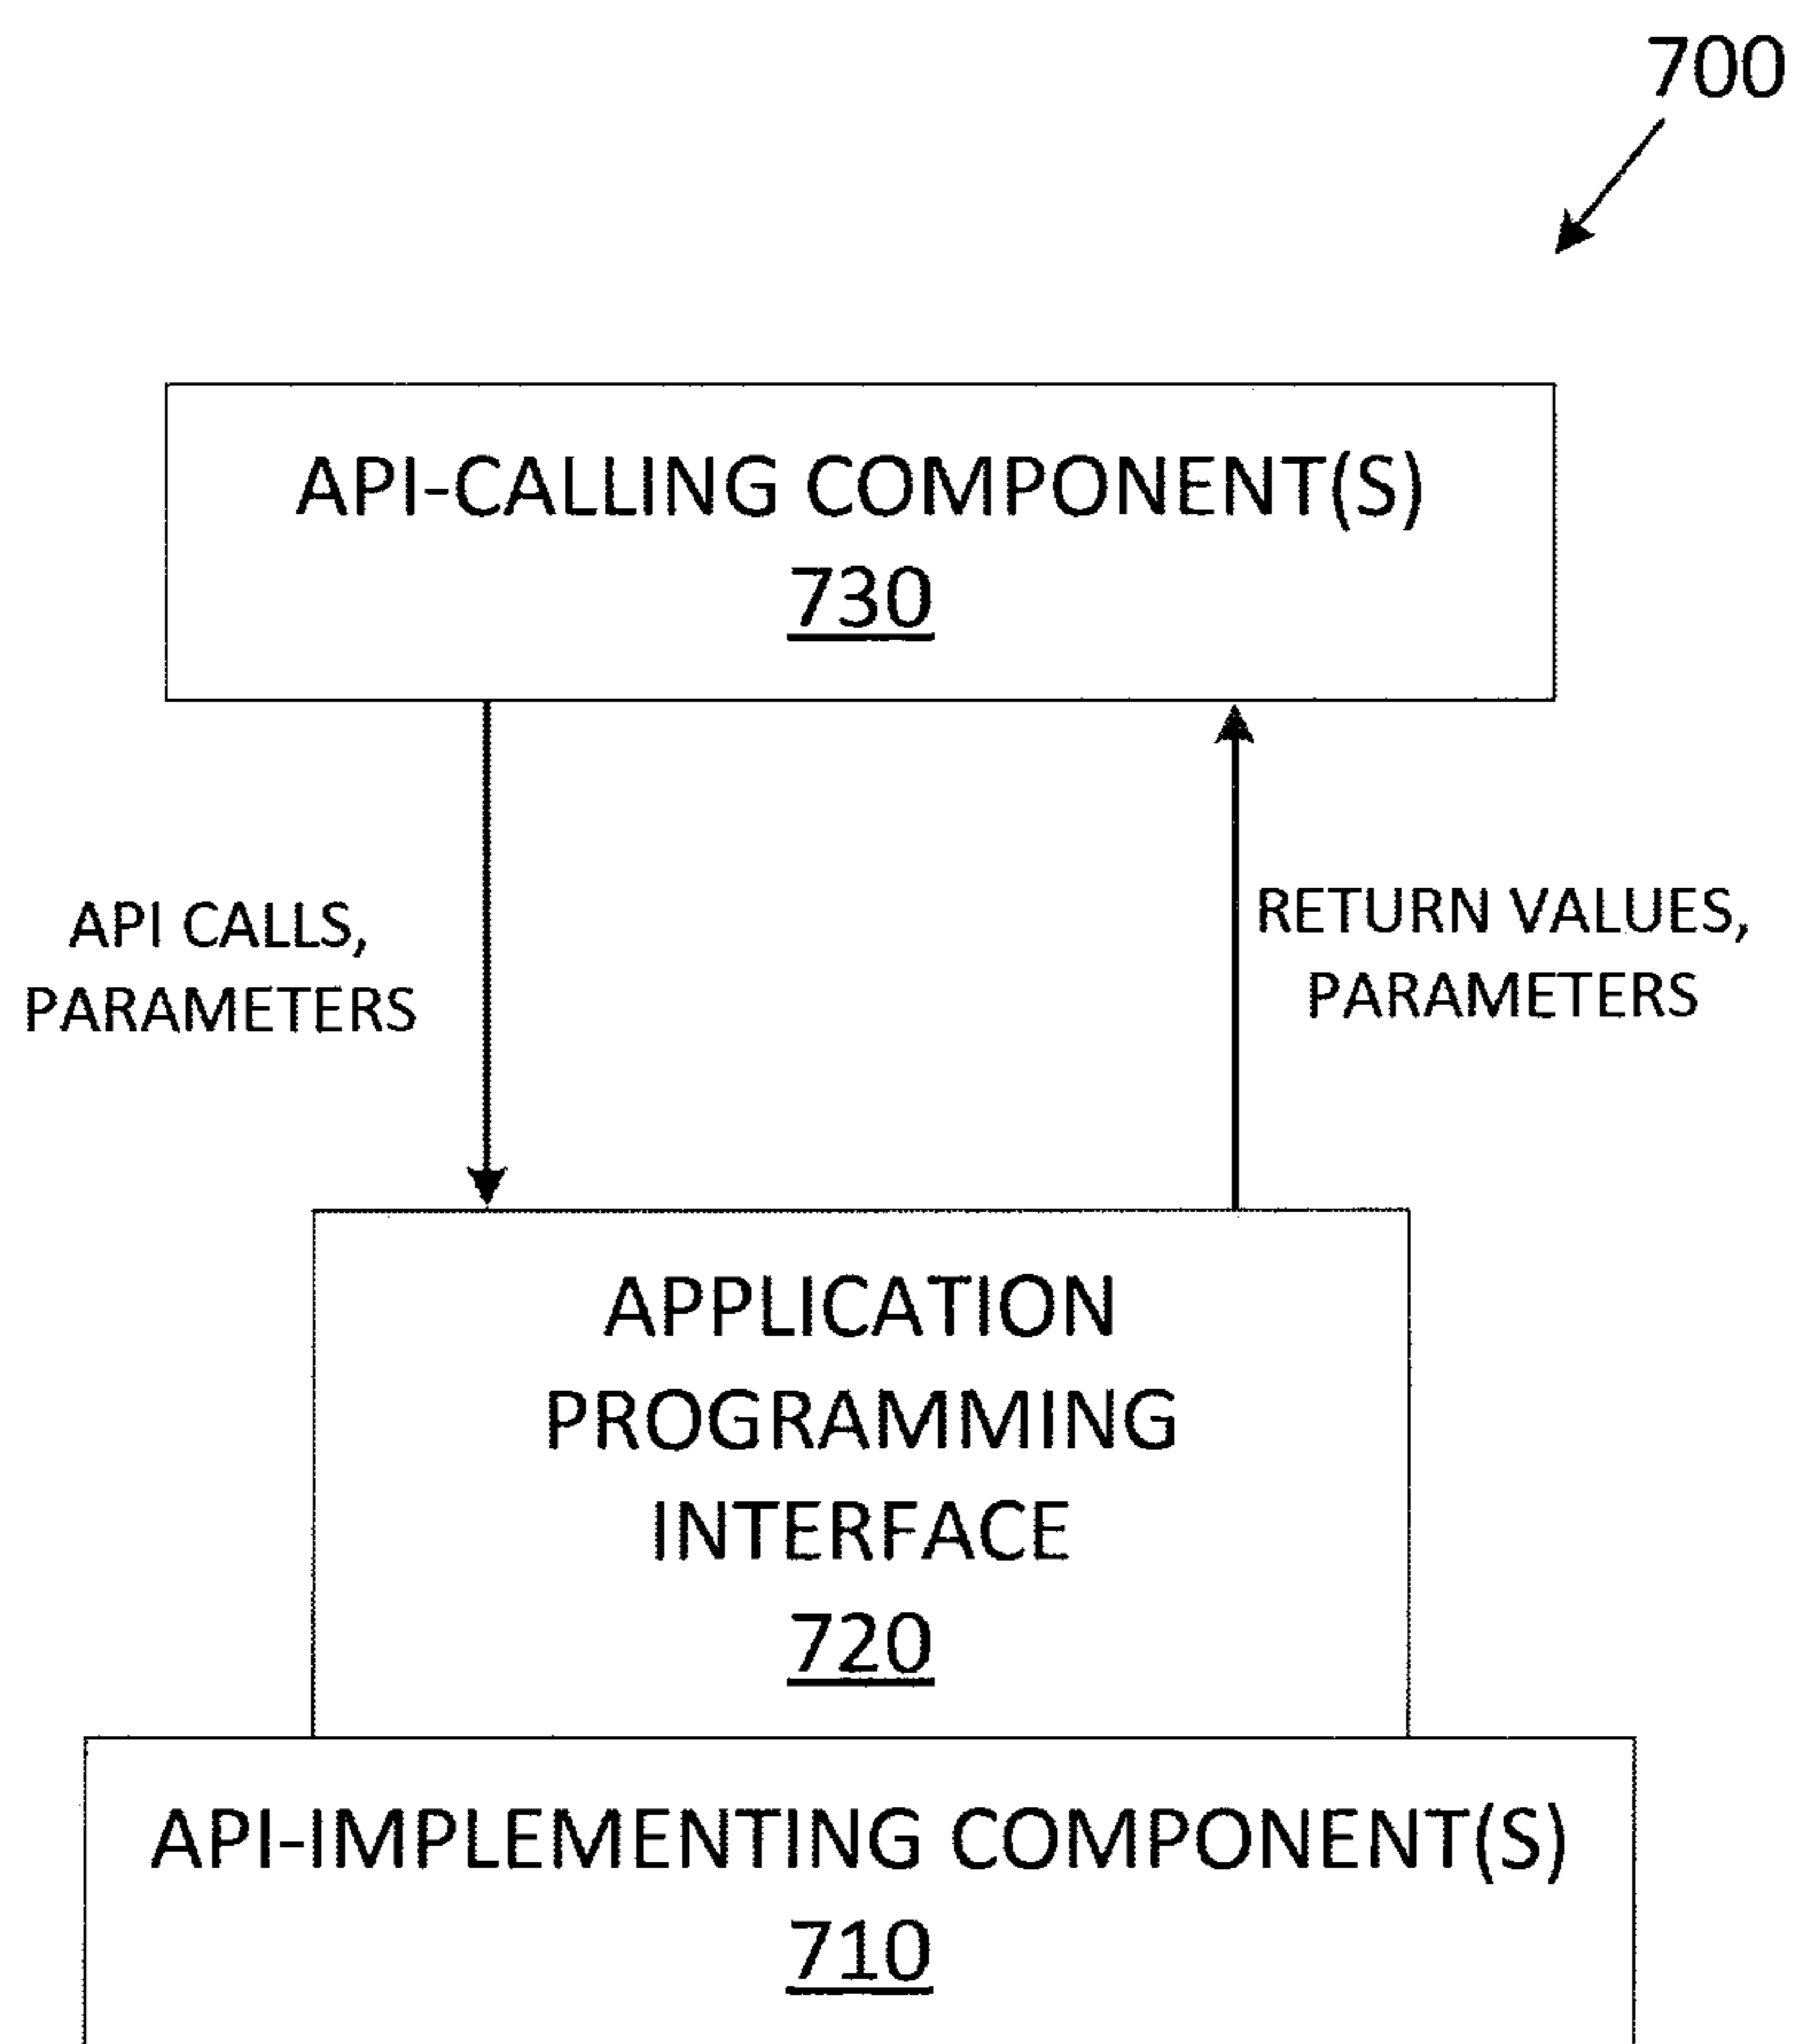 700
API-CALLING COMPONENT(S)
730
API CALLS,
PARAMETERS
RETURN VALUES,
PARAMETERS
APPLICATION
PROGRAMMING
INTERFACE
720
API-IMPLEMENTING COMPONENT(S)
710